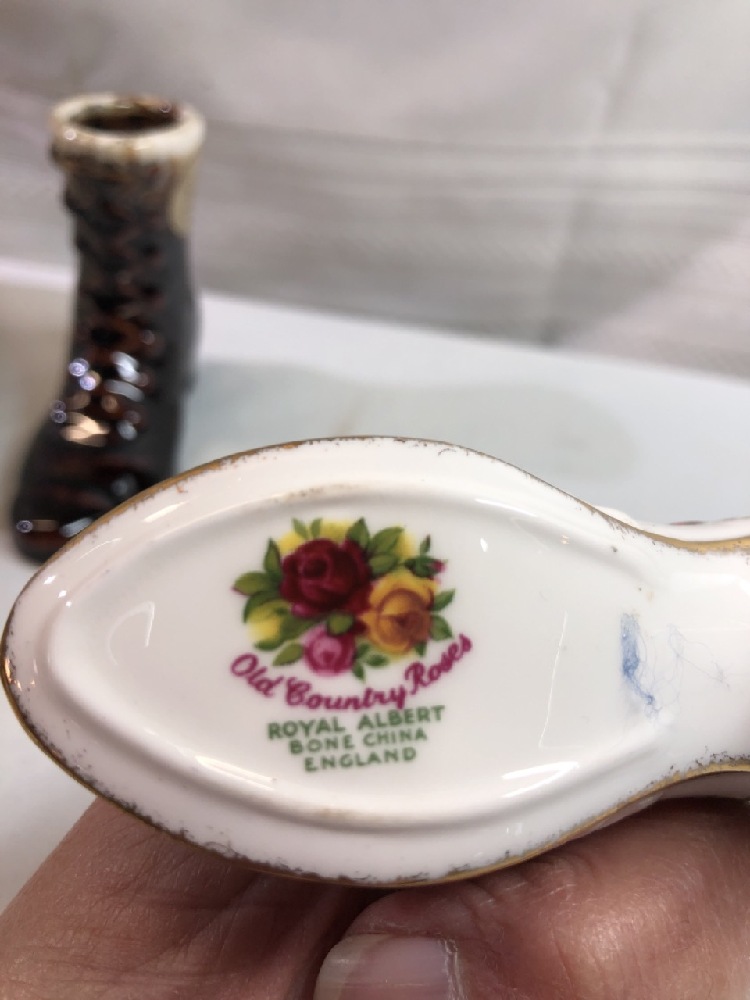 Old Country Roses
ROYAL ALBERT
BONE CHINA
ENGLAND